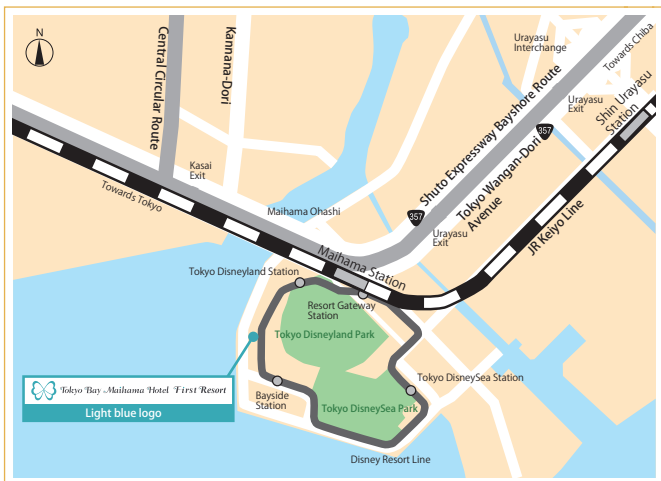 N
Central Circular Route
Kannana-Dori
Urayasu
Interchange
Towards Chiba
Urayasu
Exit
Shin Urayasu
Station
357
Shuto Expressway Bayshore Route
Tokyo Wangan-Dori
Avenue
357
Kasai
Exit
Towards Tokyo
Maihama Ohashi
Urayasu
Exit
JR Keiyo Line
Maihama Station
Tokyo Disneyland Station
Resort Gateway
Station
Tokyo Disneyland Park
Tokyo Bay Maihama Hotel First Resort
Light blue logo
Bayside
Station
Tokyo DisneySea Station
Tokyo DisneySea Park
Disney Resort Line